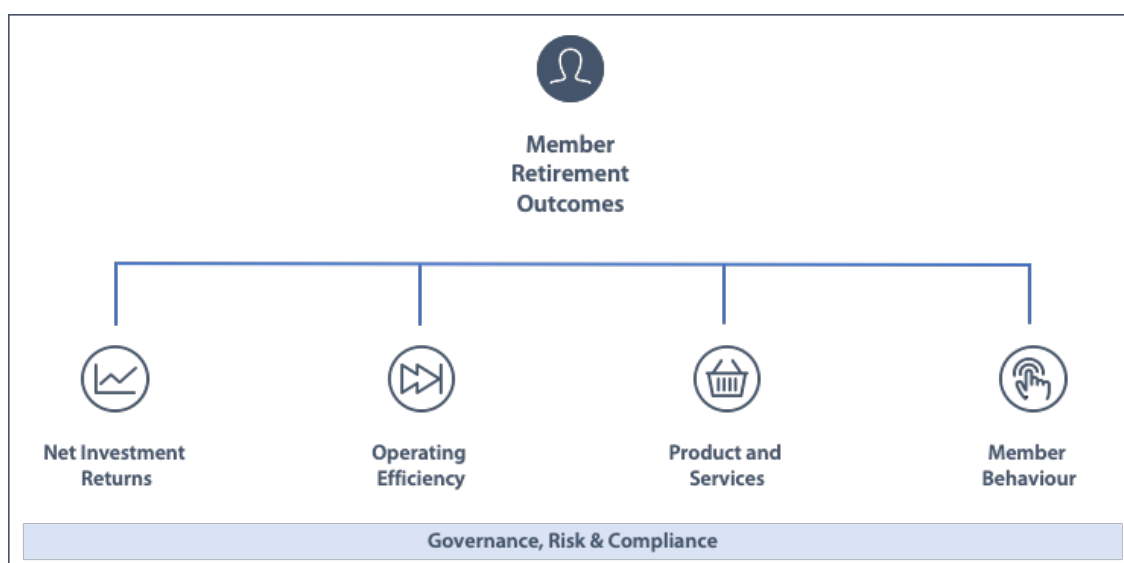 Member
Retirement
Outcomes
Net Investment
Returns
Operating
Efficiency
Product and
Services
Member
Behaviour
Governance, Risk & Compliance